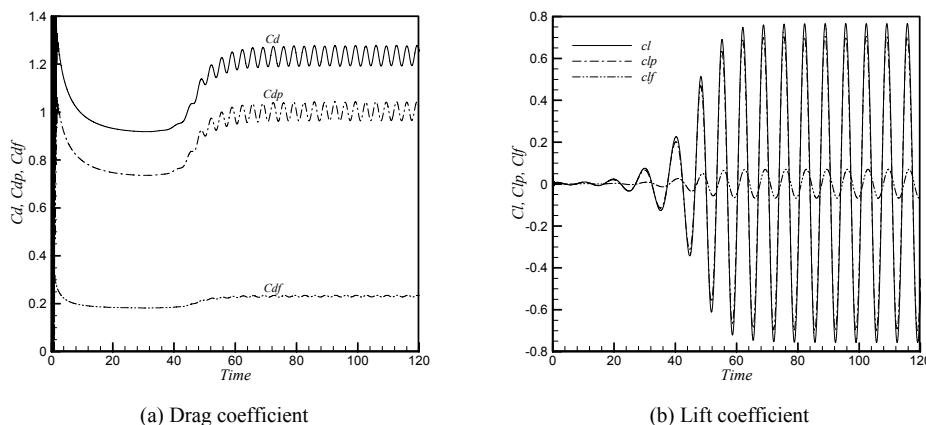 1.4
1.2
1
0.8
0.6
0.4
0.2
0
Cd, Cdp, Cdf
Cd
Cdp
Cdf
0 20 40 60 80 100 120
Time
(a) Drag coefficient
0.8
0.6
0.4
0.2
0
-0.2
-0.4
-0.6
-0.8
Cl, Clp, Clf
cl
clp
clf
0 20 40 60 80 100 120
Time
(b) Lift coefficient